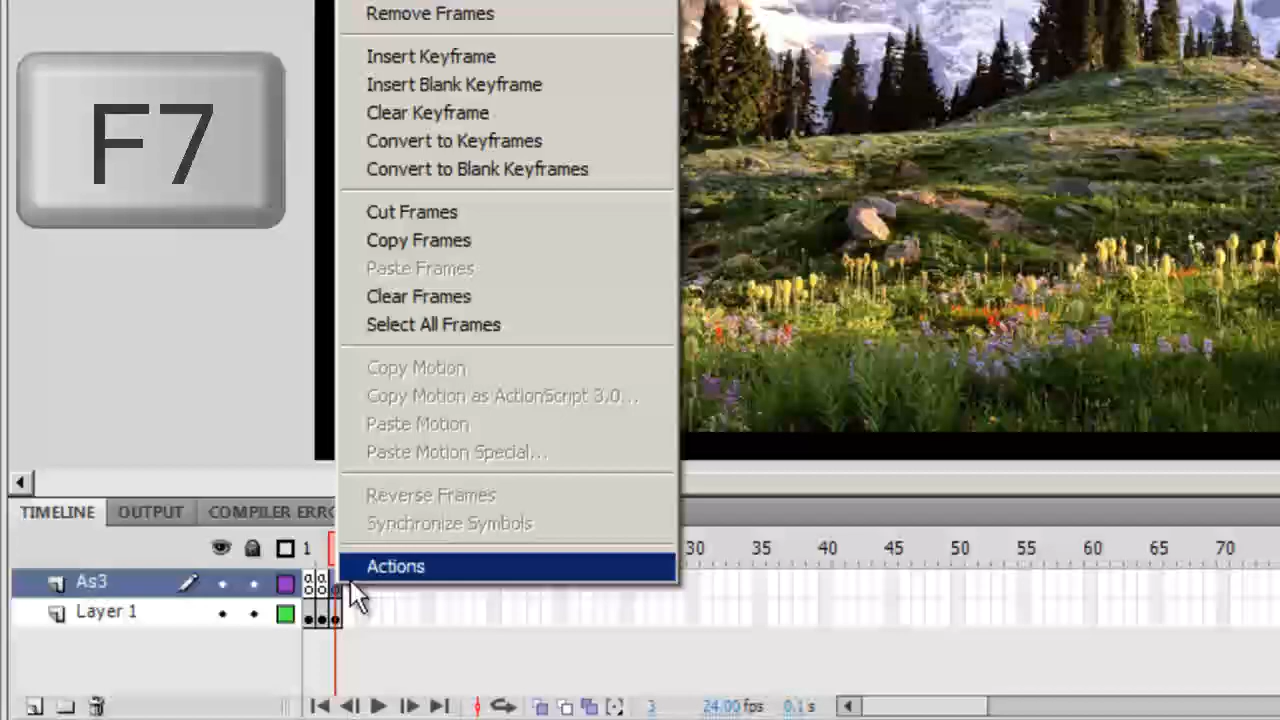 Remove Frames
F7
Insert Keyframe
Insert Blank Keyframe
Clear Keyframe
Convert to Keyframes
Convert to Blank Keyframes
Cut Frames
Copy Frames
Paste Frames
Clear Frames
Select All Frames
Copy Motion
Copy Motion as ActionScript 3.0...
Paste Motion
Paste Motion Special...
Reverse Frames
Synchronize Symbols
Actions
TIMELINE OUTPUT COMPILER ERRO
1 30 35 40 45 50 55 60 65 70
As3
Layer 1
3 24.00 fps 0.1 s